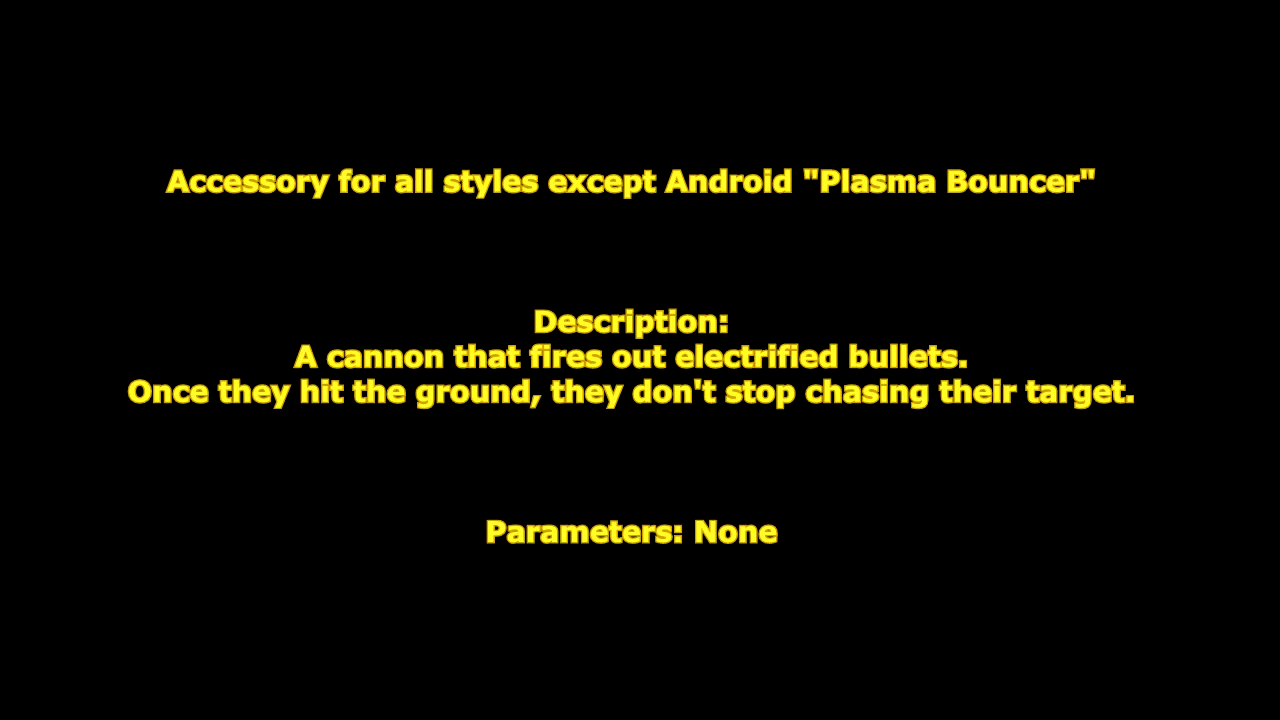 Accessory for all styles except Android "Plasma Bouncer"
Description:
A cannon that fires out electrified bullets.
Once they hit the ground, they don't stop chasing their target.
Parameters: None